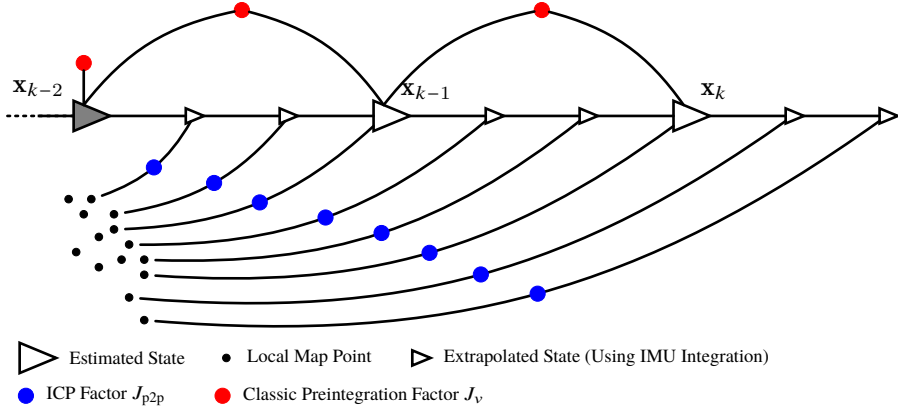 x_{k−2}
x_{k−1}
x_k
Estimated State
Local Map Point
Extrapolated State (Using IMU Integration)
ICP Factor J_{p2p}
Classic Preintegration Factor J_v